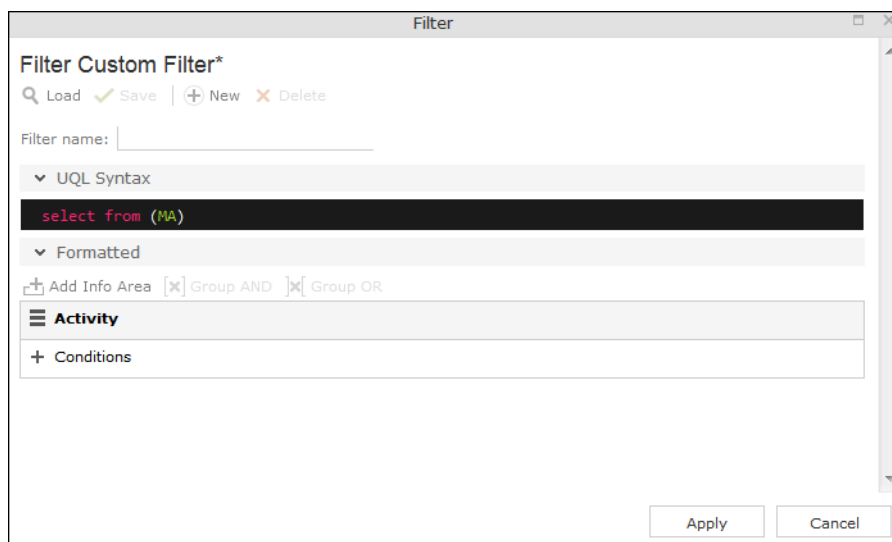 Filter
Filter Custom Filter*
Load Save New Delete
Filter name:
UQL Syntax
select from (MA)
Formatted
Add Info Area [x] Group AND ]x[ Group OR
Activity
Conditions
Apply Cancel